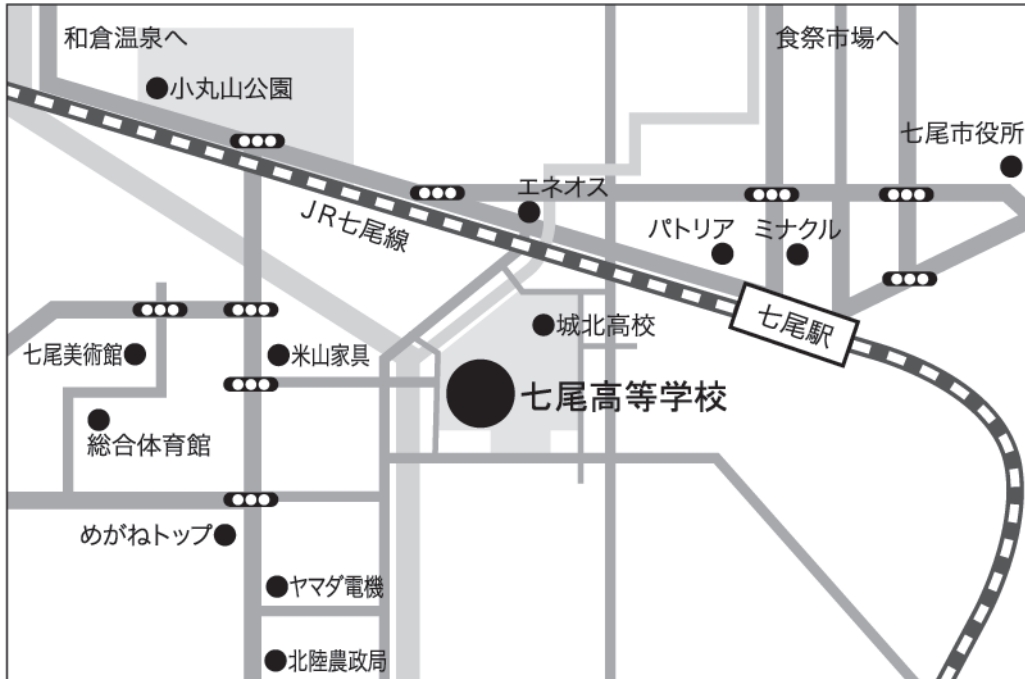 和倉温泉へ
食祭市場へ
小丸山公園
七尾市役所
エネオス
JR七尾線
パトリア
ミナクル
七尾駅
城北高校
七尾美術館
米山家具
七尾高等学校
総合体育館
めがねトップ
ヤマダ電機
北陸農政局